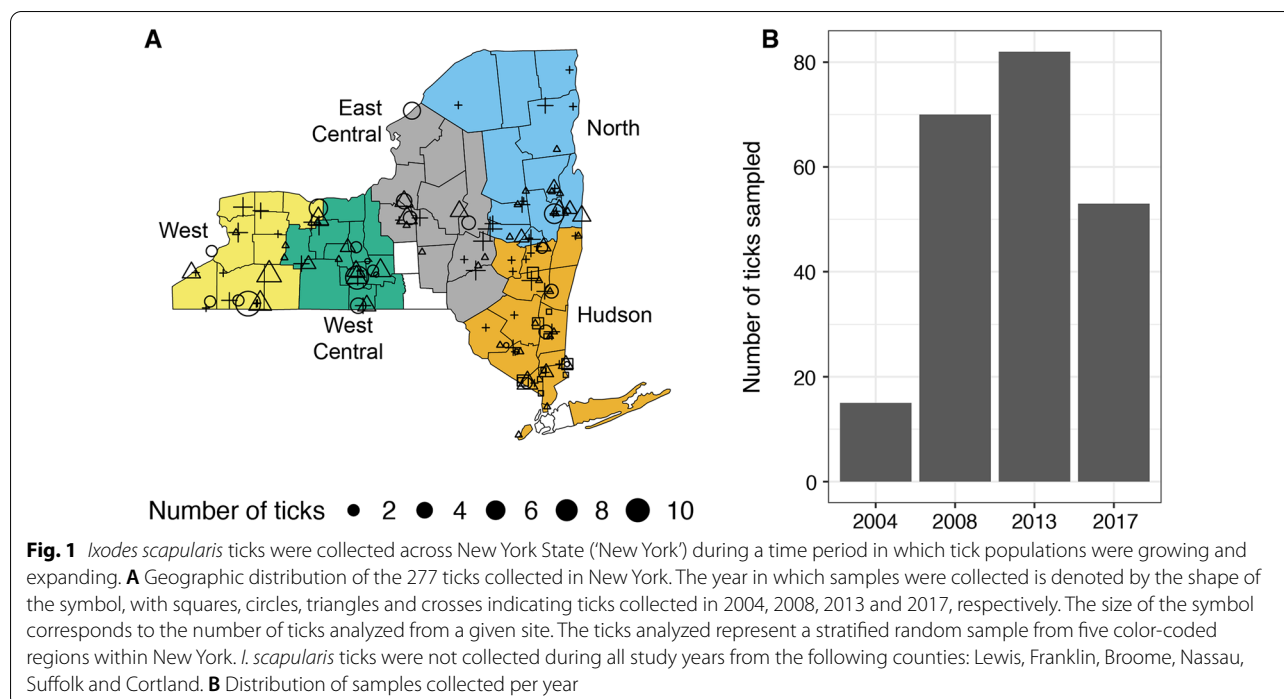 A
East
Central
North
West
West
Central
Hudson
Number of ticks 2 4 6 8 10
B
Number of ticks sampled
80
60
40
20
0
2004 2008 2013 2017
Fig. 1 Ixodes scapularis ticks were collected across New York State (‘New York’) during a time period in which tick populations were growing and
expanding. A Geographic distribution of the 277 ticks collected in New York. The year in which samples were collected is denoted by the shape of
the symbol, with squares, circles, triangles and crosses indicating ticks collected in 2004, 2008, 2013 and 2017, respectively. The size of the symbol
corresponds to the number of ticks analyzed from a given site. The ticks analyzed represent a stratified random sample from five color-coded
regions within New York. I. scapularis ticks were not collected during all study years from the following counties: Lewis, Franklin, Broome, Nassau,
Suffolk and Cortland. B Distribution of samples collected per year